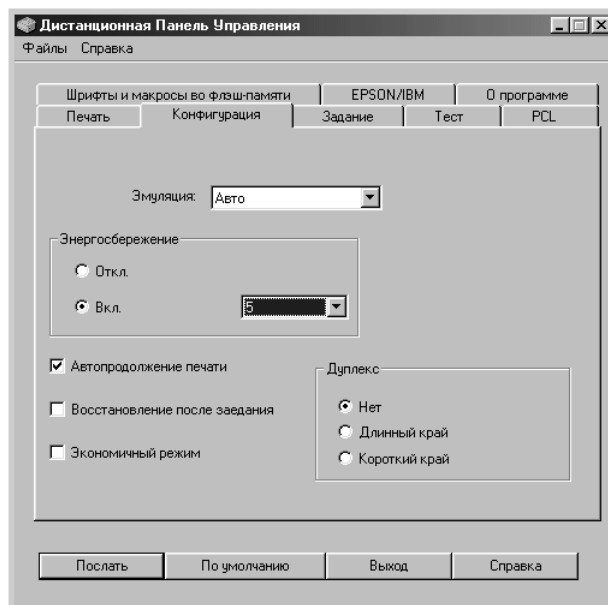 Дистанционная Панель Управления
Файлы Справка
Шрифты и макросы во флэш-памяти EPSON/IBM О программе
Печать Конфигурация Задание Тест PCL
Эмуляция: Авто
Энергосбережение
Откл.
Вкл. 5
Автопродолжение печати
Восстановление после заедания
Экономичный режим
Дуплекс
Нет
Длинный край
Короткий край
Послать По умолчанию Выход Справка